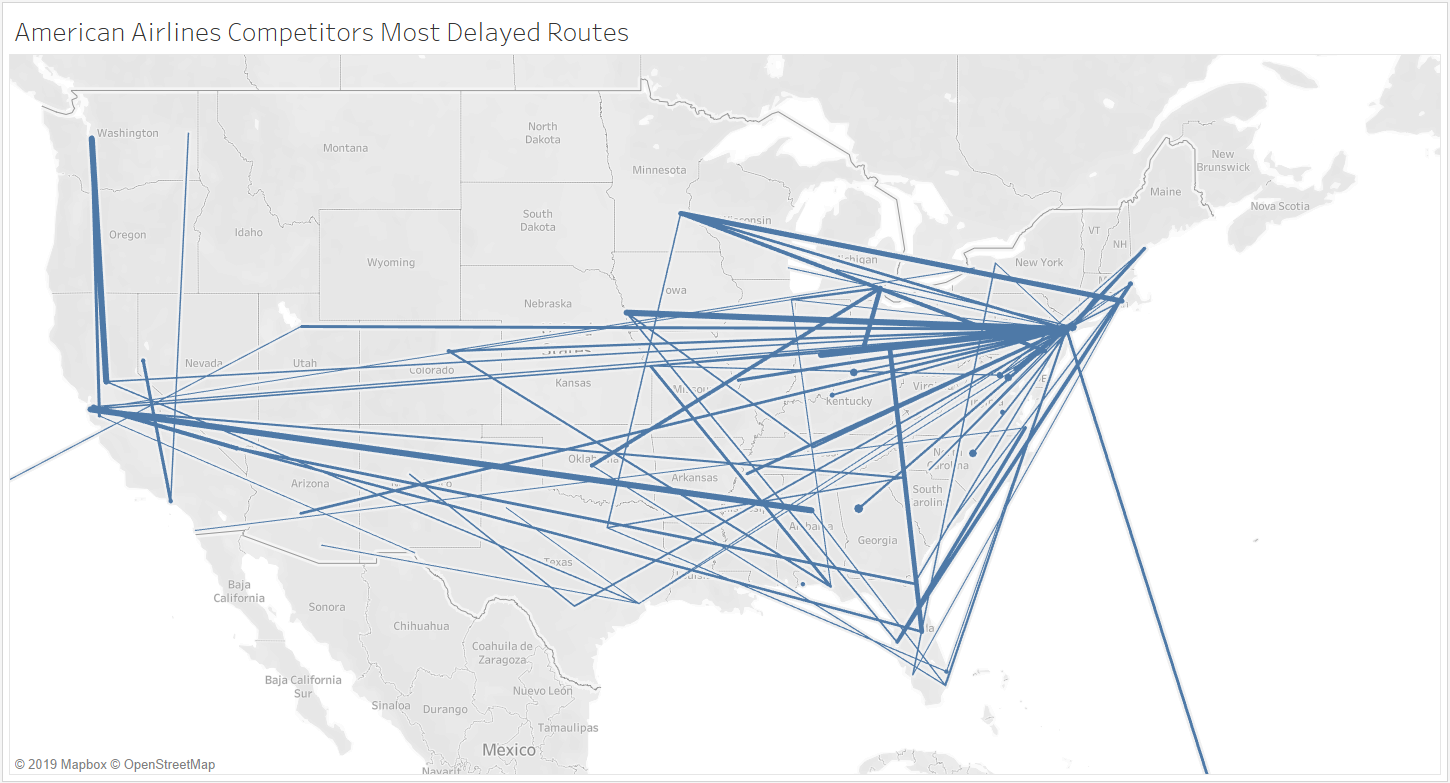 American Airlines Competitors Most Delayed Routes
Washington
Montana
North
Dakota
Minnesota
New
Brunswick
Maine
Nova Scotia
Oregon
Idaho
South
Dakota
VT
NH
New York
Wyoming
Nebraska
Nevada
Utah
Colorado
Kansas
Kentucky
Arizona
Arkansas
South
Georgia
Texas
Baja
California
Sonora
Chihuahua
Coahuila de
Zaragoza
Baja California
Sur
Sinaloa
Durango
Nuevo León
Tamaulipas
Mexico
Nayarit
© 2019 Mapbox © OpenStreetMap